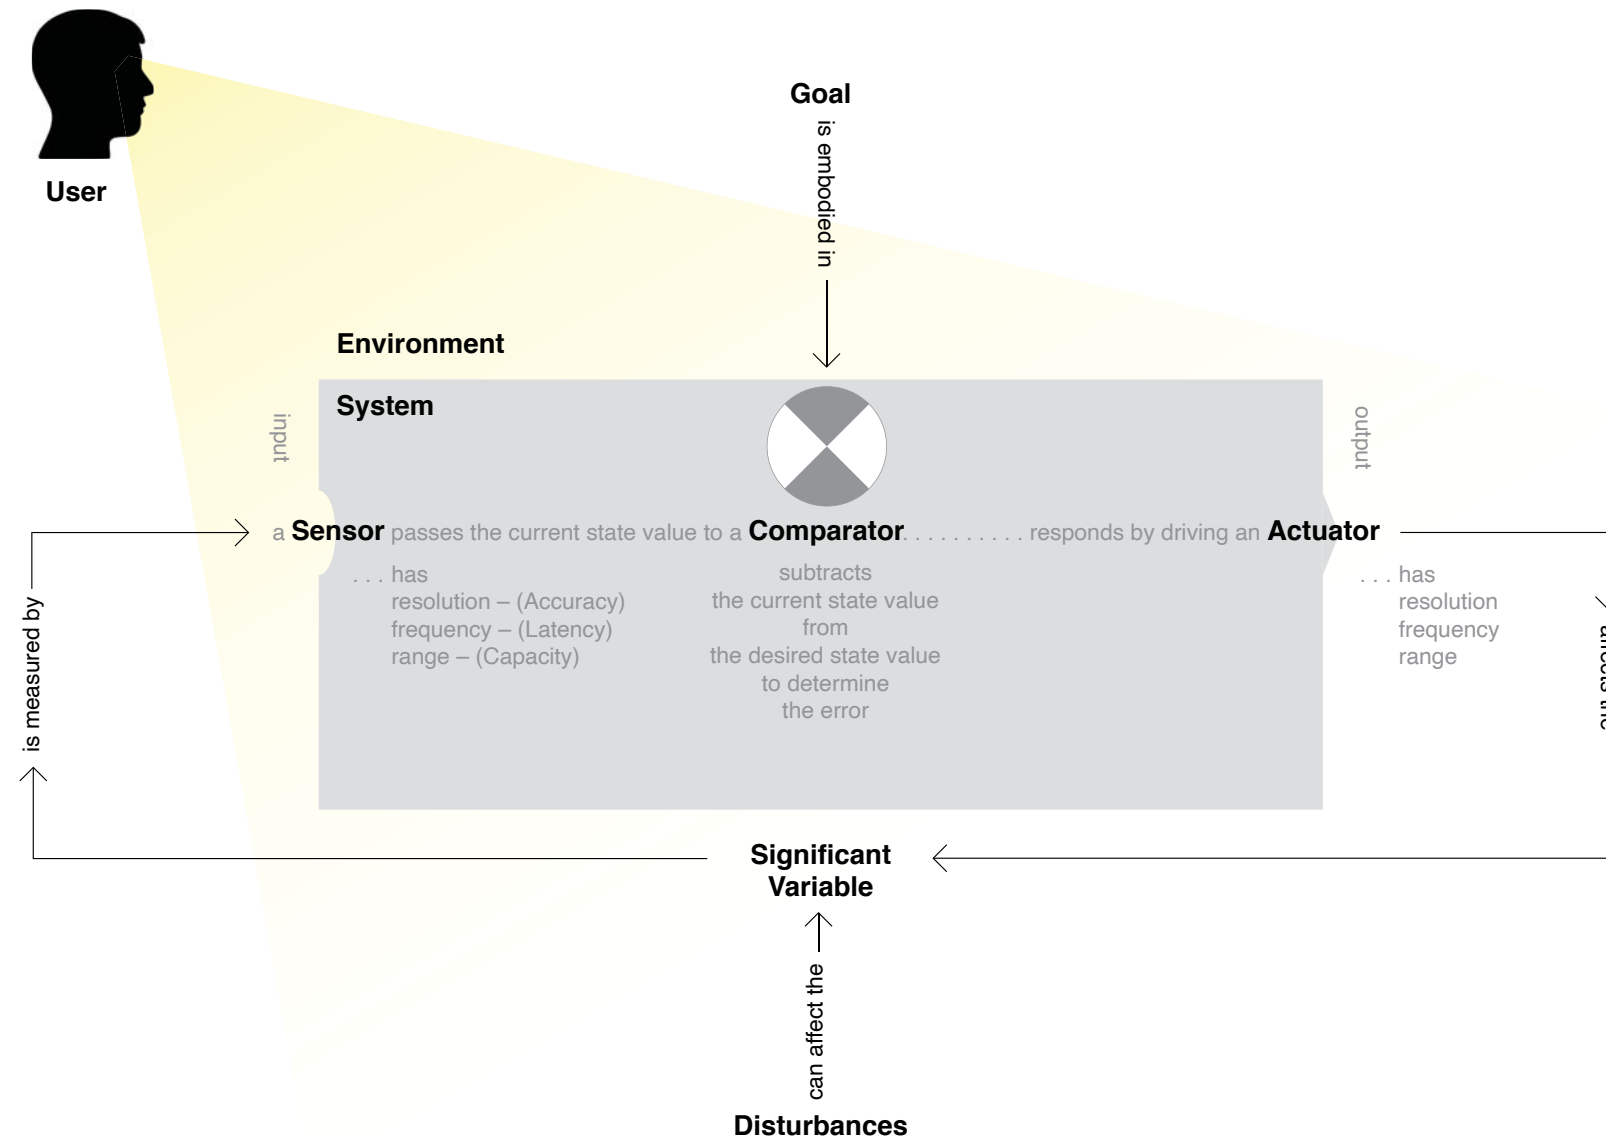 User
Goal
is embodied in
Environment
System
input
output
a Sensor passes the current state value to a Comparator. . . . . . . . . . responds by driving an Actuator
. . . has
resolution – (Accuracy)
frequency – (Latency)
range – (Capacity)
subtracts
the current state value
from
the desired state value
to determine
the error
. . . has
resolution
frequency
range
affects the
is measured by
Significant
Variable
can affect the
Disturbances